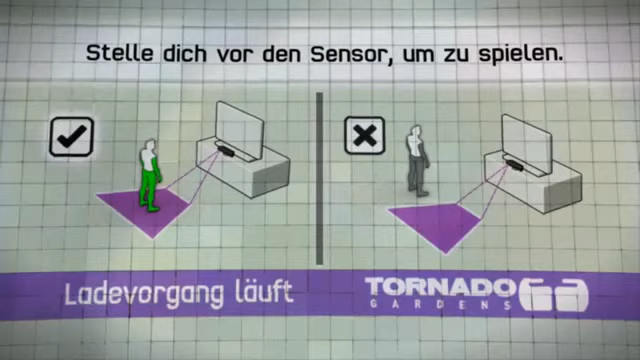 Stelle dich vor den Sensor, um zu spielen.
Ladevorgang läuft
TORNADO
GARDENS